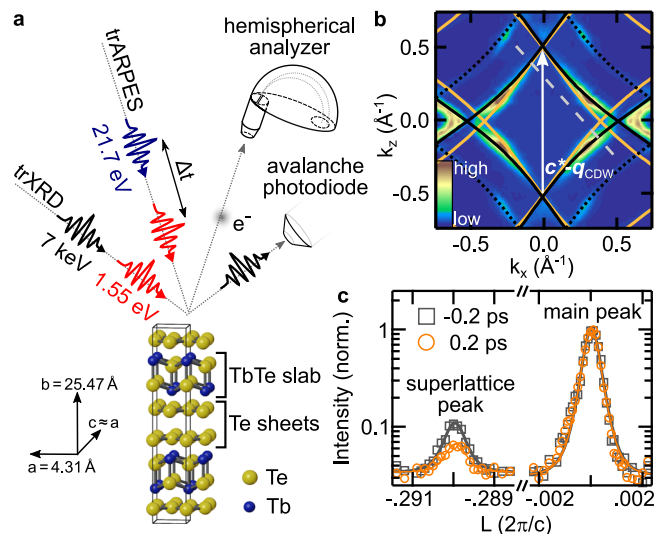 a
hemispherical
analyzer
trARPES
21.7 eV
Δt
avalanche
photodiode
trXRD
7 keV
1.55 eV
e⁻
TbTe slab
Te sheets
b = 25.47 Å
c ≈ a
a = 4.31 Å
Te
Tb
b
k_z (Å⁻¹)
0.5
0.0
-0.5
high
low
c*-q_CDW
-0.5
0.0
0.5
k_x (Å⁻¹)
c
-0.2 ps
0.2 ps
main peak
superlattice
peak
Intensity (norm.)
1
0.1
-.291
-.289
-.002
.002
L (2π/c)